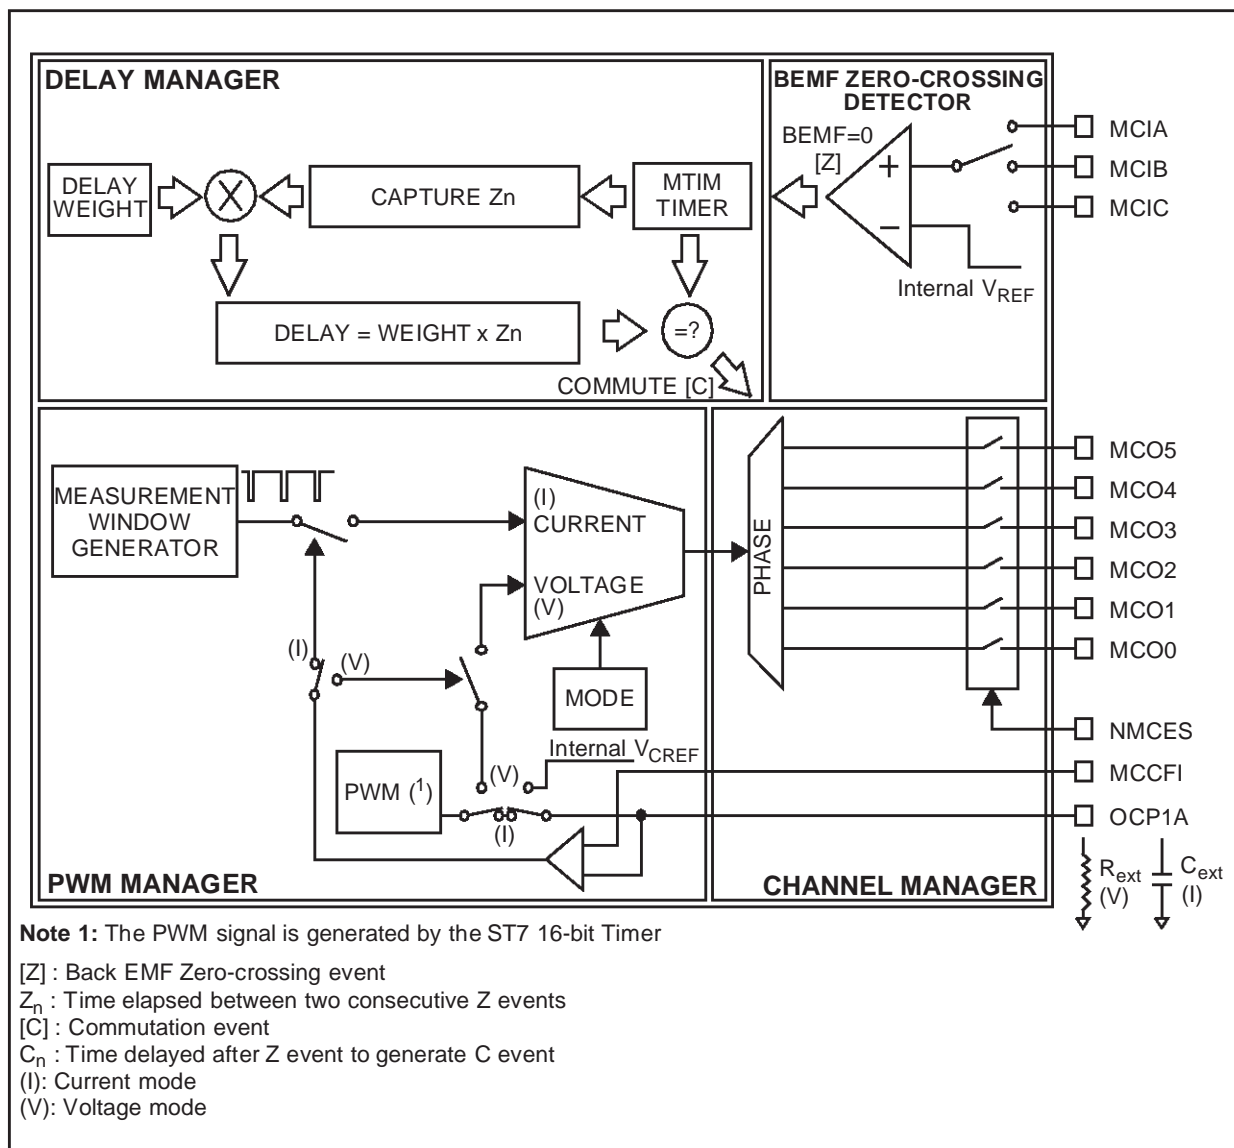 DELAY MANAGER
DELAY
WEIGHT
X
CAPTURE Zn
MTIM
TIMER
DELAY = WEIGHT x Zn
=?
COMMUTE [C]
BEMF ZERO-CROSSING
DETECTOR
BEMF=0
[Z]
+
−
Internal VREF
MCIA
MCIB
MCIC
MEASUREMENT
WINDOW
GENERATOR
(I)
CURRENT
VOLTAGE
(V)
(I)
(V)
MODE
Internal VCREF
PWM (1)
(V)
(I)
PWM MANAGER
PHASE
CHANNEL MANAGER
MCO5
MCO4
MCO3
MCO2
MCO1
MCO0
NMCES
MCCFI
OCP1A
Rext
(V)
Cext
(I)
Note 1: The PWM signal is generated by the ST7 16-bit Timer
[Z] : Back EMF Zero-crossing event
Zn : Time elapsed between two consecutive Z events
[C] : Commutation event
Cn : Time delayed after Z event to generate C event
(I): Current mode
(V): Voltage mode